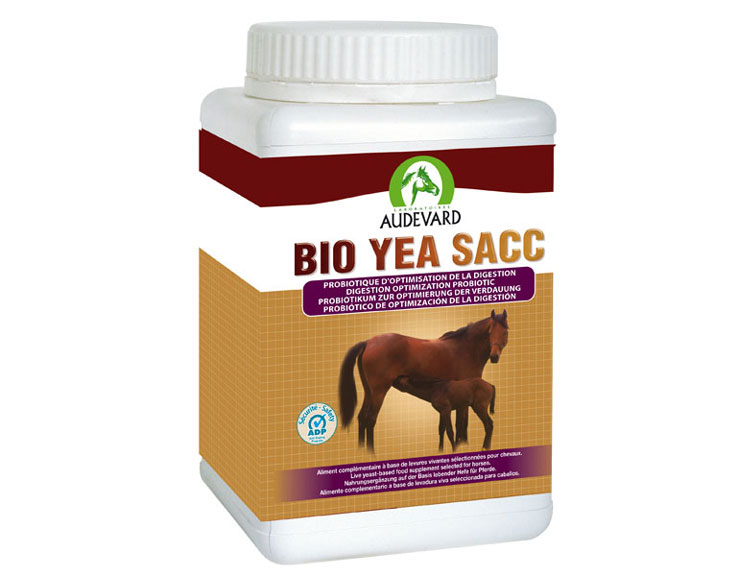 LABORATOIRES
AUDEVARD
BIO YEA SACC
PROBIOTIQUE D'OPTIMISATION DE LA DIGESTION
DIGESTION OPTIMIZATION PROBIOTIC
PROBIOTIKUM ZUR OPTIMIERUNG DER VERDAUUNG
PROBIÓTICO DE OPTIMIZACIÓN DE LA DIGESTIÓN
Sécurité - Safety
ADP
Aliment complémentaire à base de levures vivantes sélectionnées pour chevaux.
Live yeast-based food supplement selected for horses.
Nahrungsergänzung auf der Basis lebender Hefe für Pferde.
Alimento complementario a base de levadura viva seleccionada para caballos.